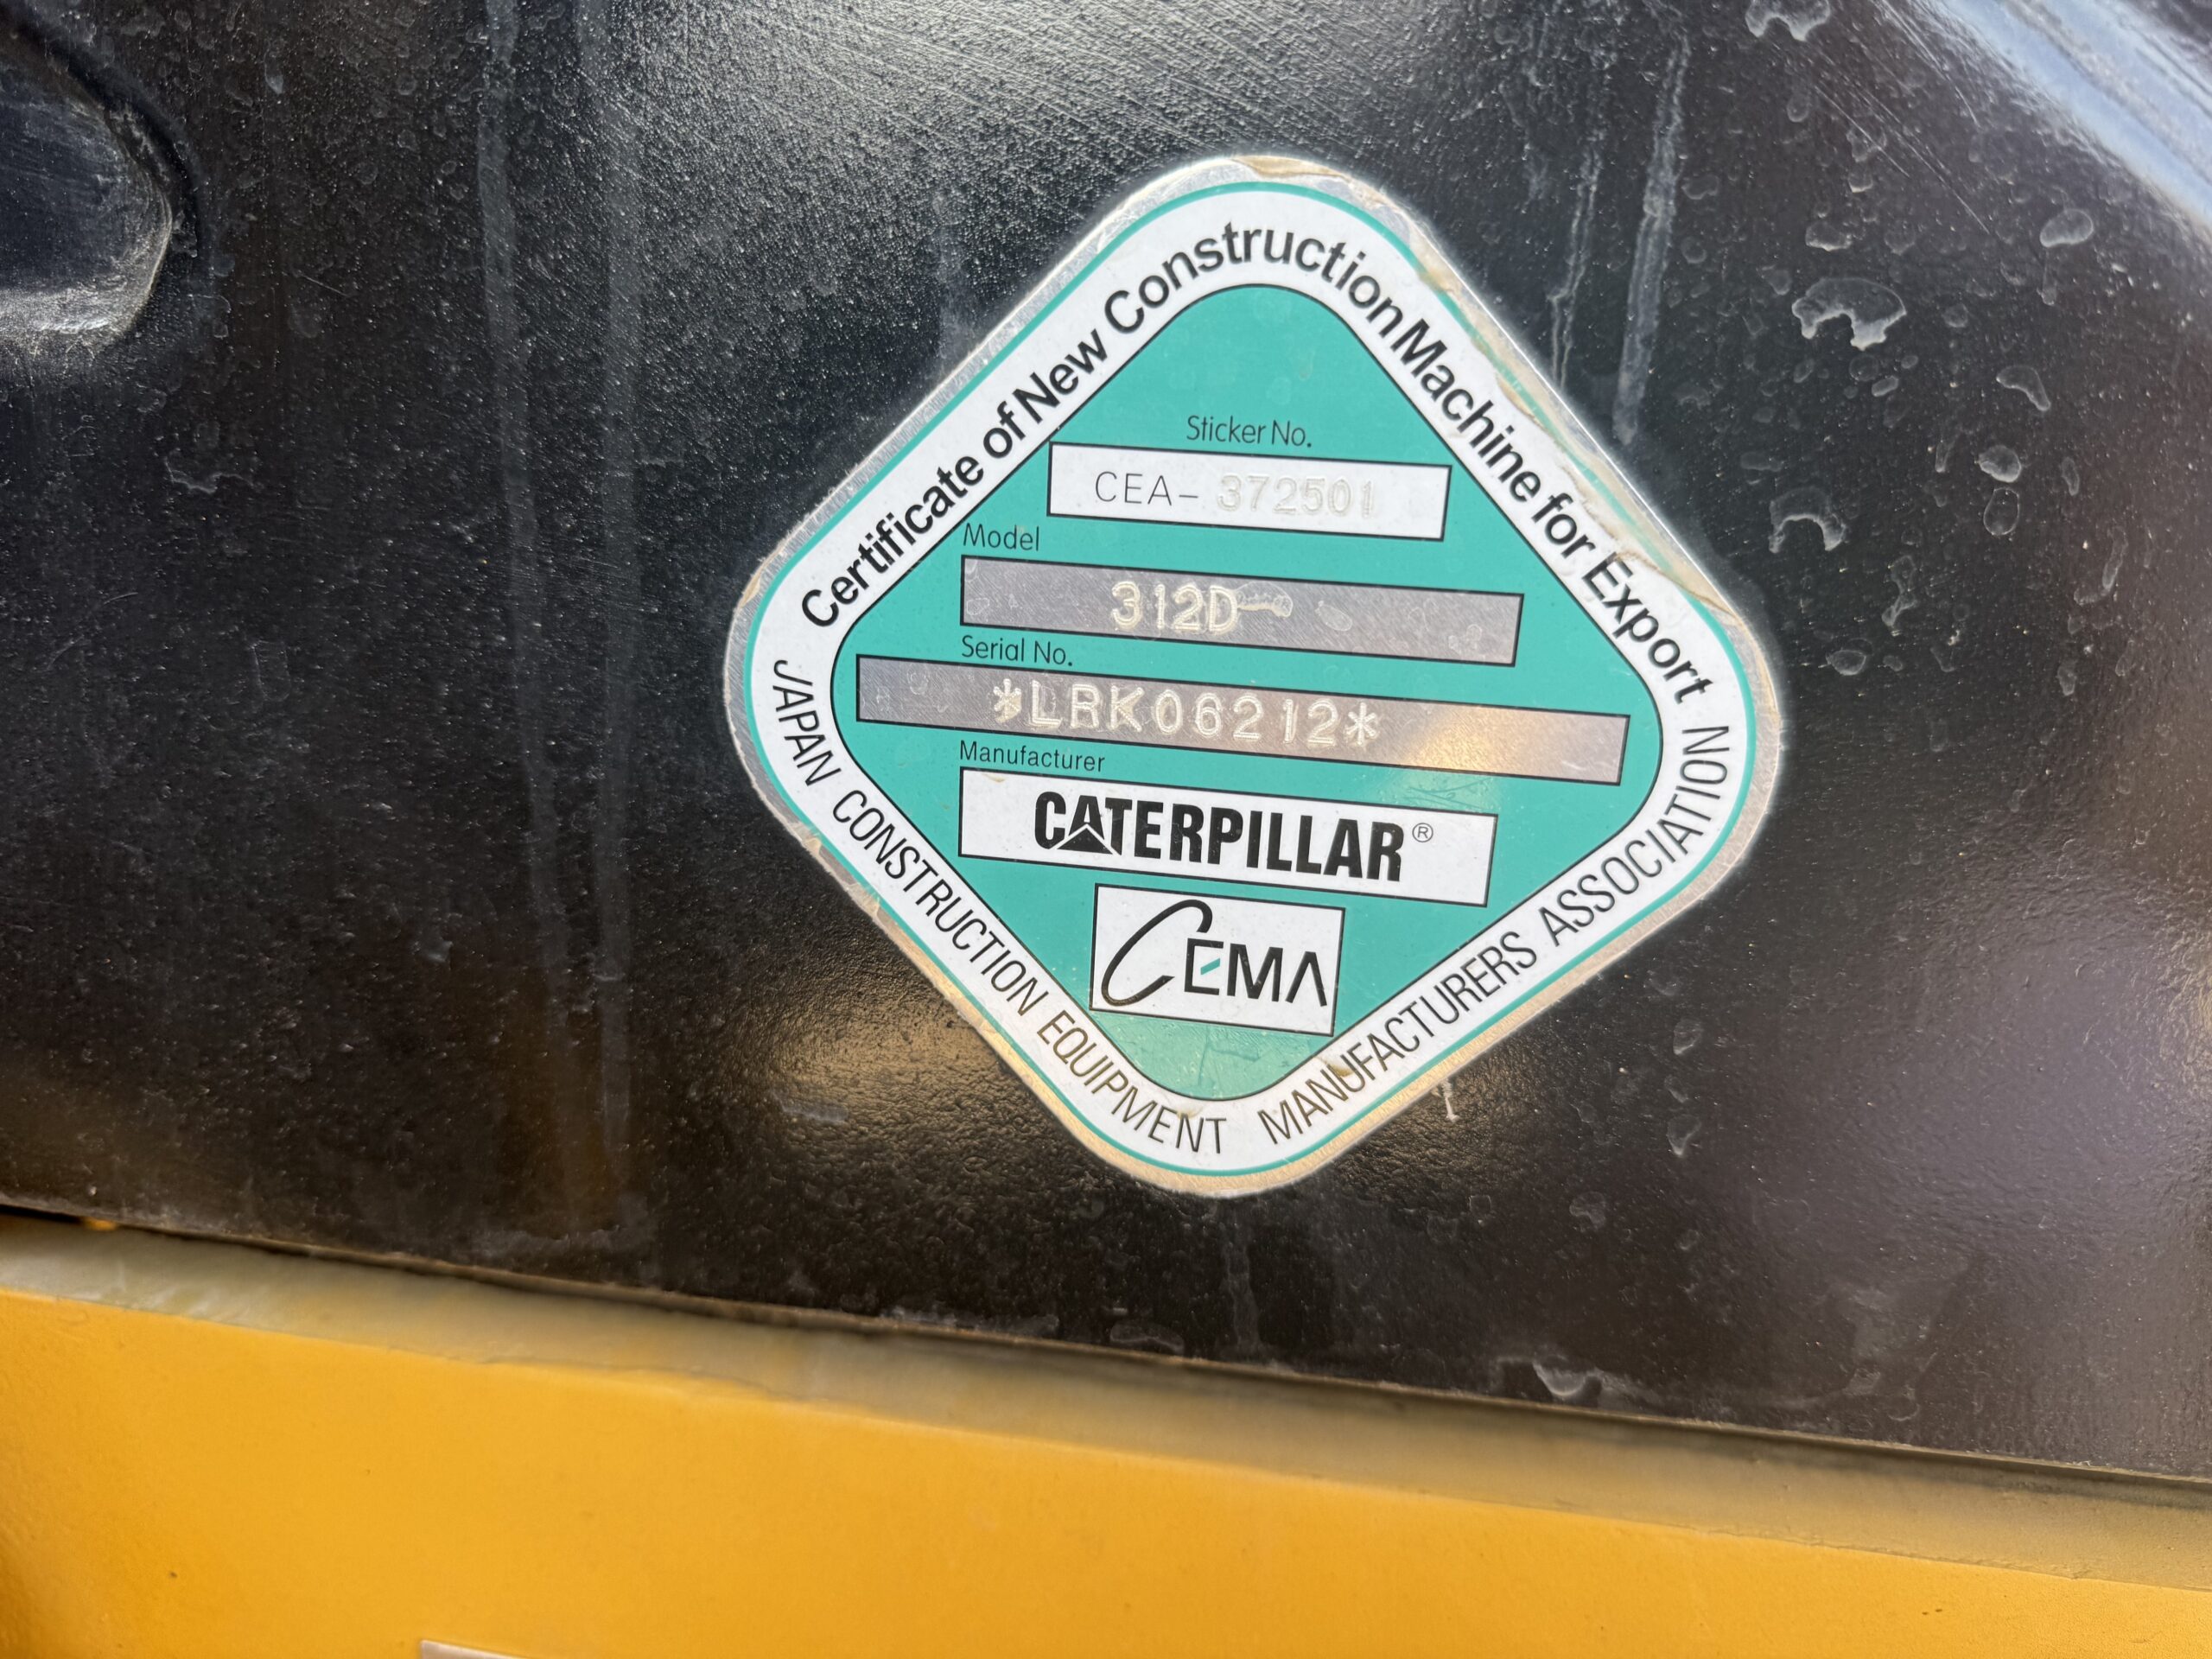 Certificate of New Construction Machine for Export
Sticker No.
CEA- 372501
Model
312D
Serial No.
*LRK06212*
Manufacturer
CATERPILLAR®
CEMA
JAPAN CONSTRUCTION EQUIPMENT MANUFACTURERS ASSOCIATION